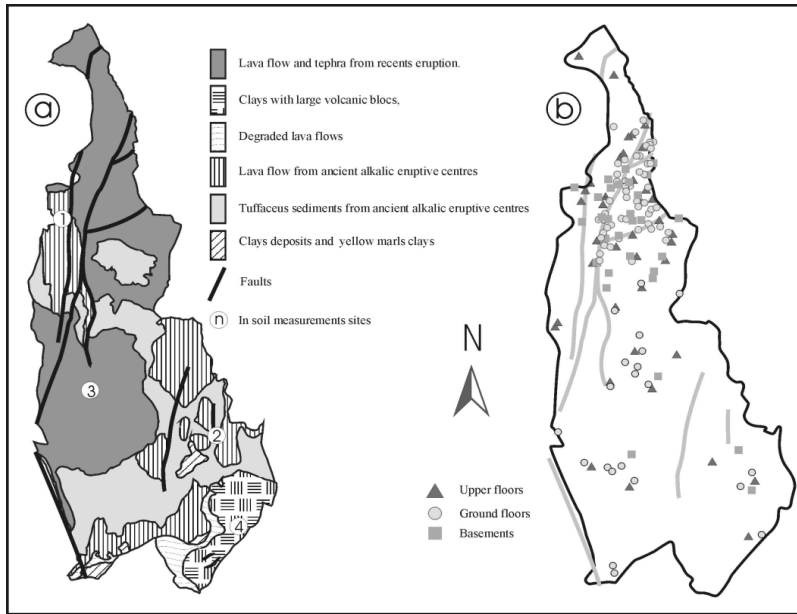 a
Lava flow and tephra from recents eruption.
Clays with large volcanic blocs,
Degraded lava flows
Lava flow from ancient alkalic eruptive centres
Tuffaceus sediments from ancient alkalic eruptive centres
Clays deposits and yellow marls clays
Faults
n In soil measurements sites
1
3
2
4
N
b
Upper floors
Ground floors
Basements